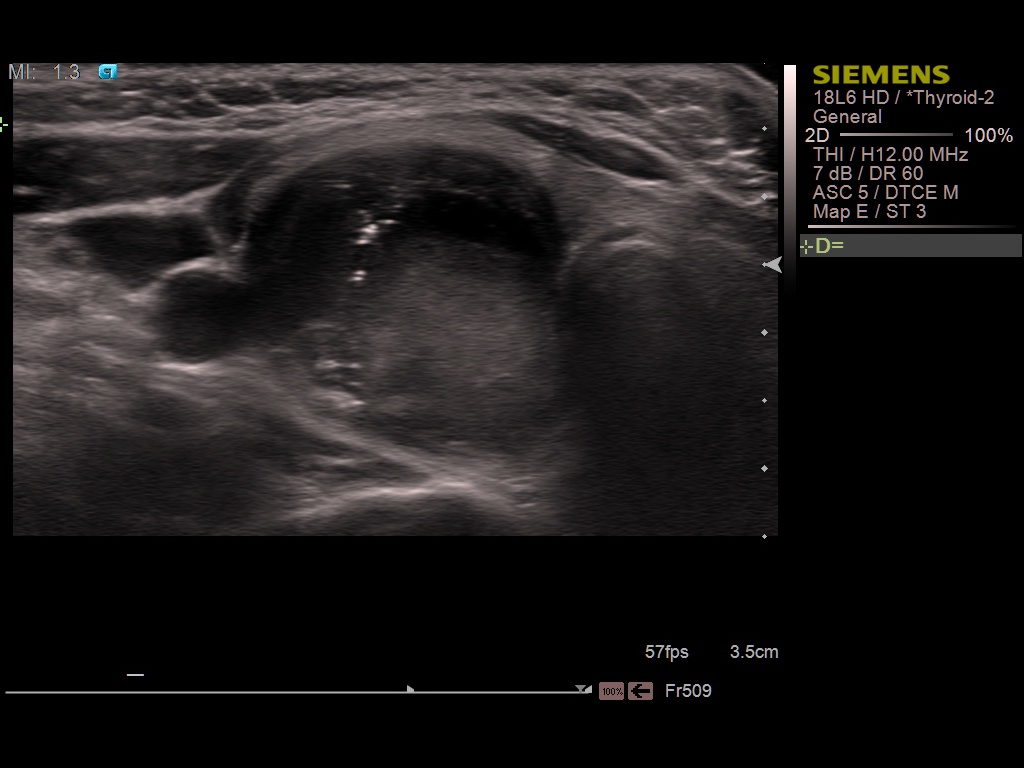 MI: 1.3
SIEMENS
18L6 HD / *Thyroid-2
General
2D 100%
THI / H12.00 MHz
7 dB / DR 60
ASC 5 / DTCE M
Map E / ST 3
D=
57fps 3.5cm
100% Fr509